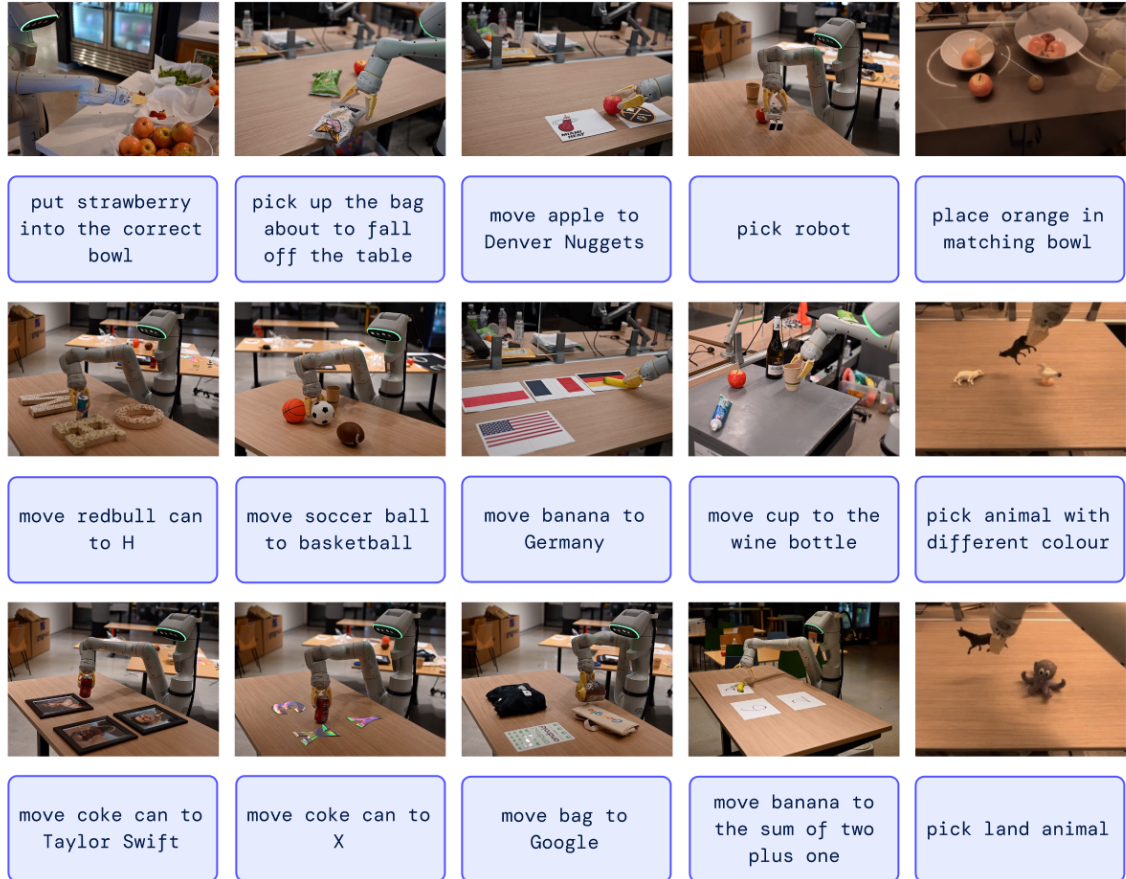 put strawberry
into the correct
bowl
pick up the bag
about to fall
off the table
move apple to
Denver Nuggets
pick robot
place orange in
matching bowl
move redbull can
to H
move soccer ball
to basketball
move banana to
Germany
move cup to the
wine bottle
pick animal with
different colour
move coke can to
Taylor Swift
move coke can to
X
move bag to
Google
move banana to
the sum of two
plus one
pick land animal